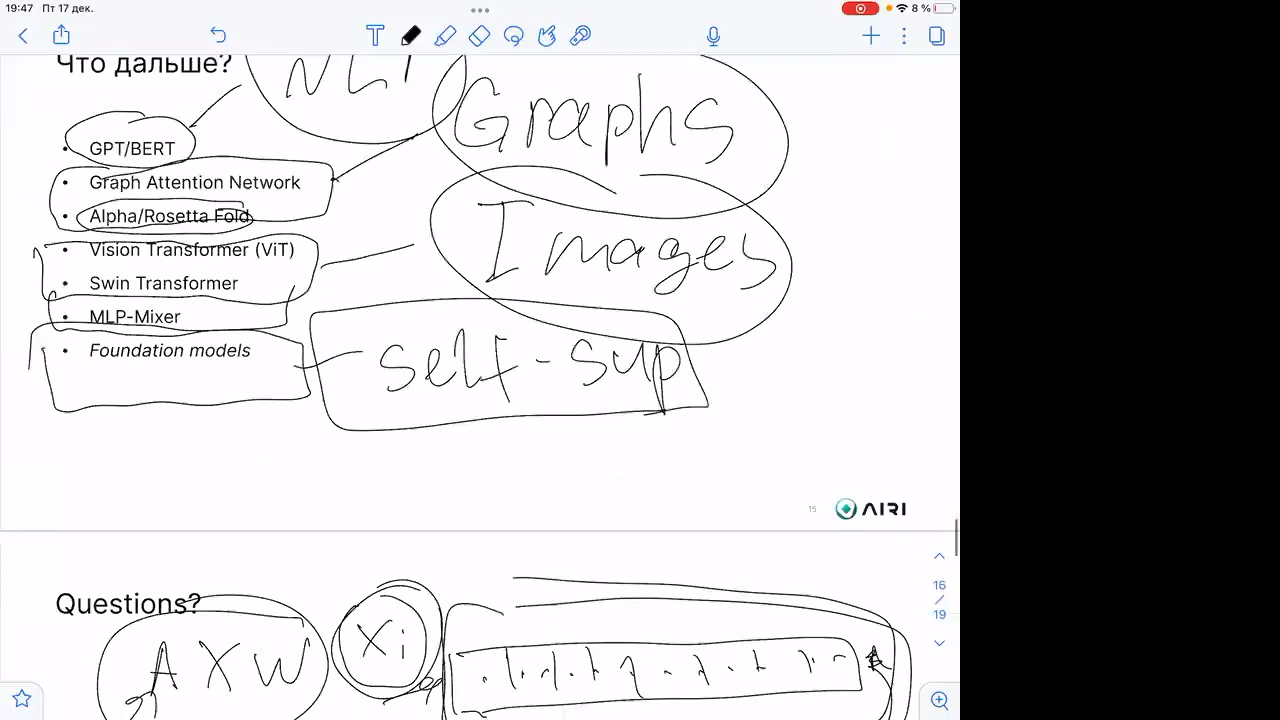 19:47 Пт 17 дек.
8 %
Что дальше?
NLP
Graphs
• GPT/BERT
• Graph Attention Network
• Alpha/Rosetta Fold
Images
• Vision Transformer (ViT)
• Swin Transformer
• MLP-Mixer
• Foundation models
self-sup
15
AIRI
16
/
19
Questions?
A X W
Xi